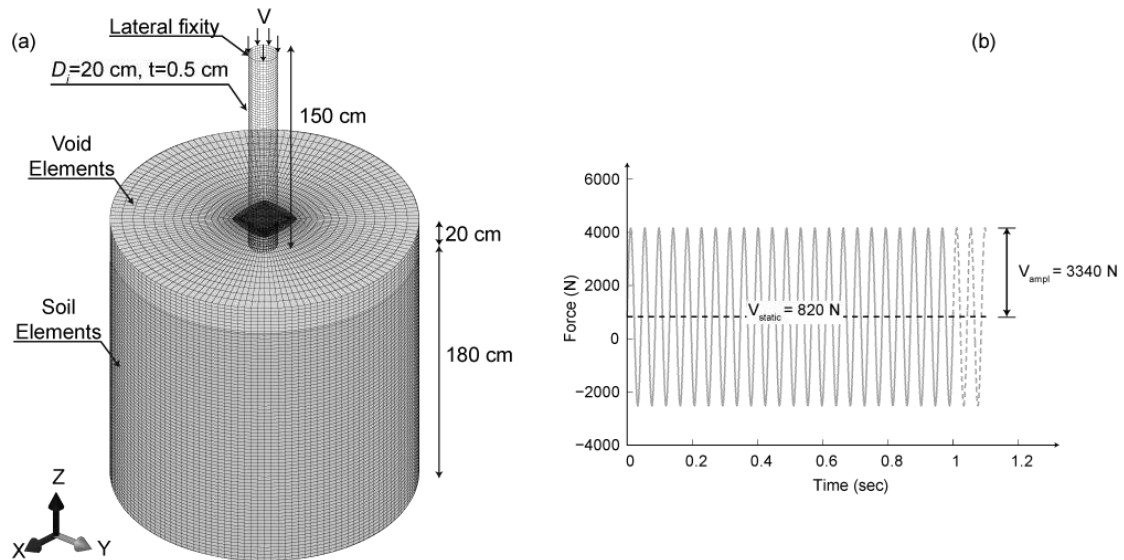 (a)
Lateral fixity
V
D_i=20 cm, t=0.5 cm
150 cm
Void
Elements
20 cm
Soil
Elements
180 cm
Z
X
Y
(b)
6000
4000
2000
0
−2000
−4000
Force (N)
V_static = 820 N
V_ampl = 3340 N
0
0.2
0.4
0.6
0.8
1
1.2
Time (sec)